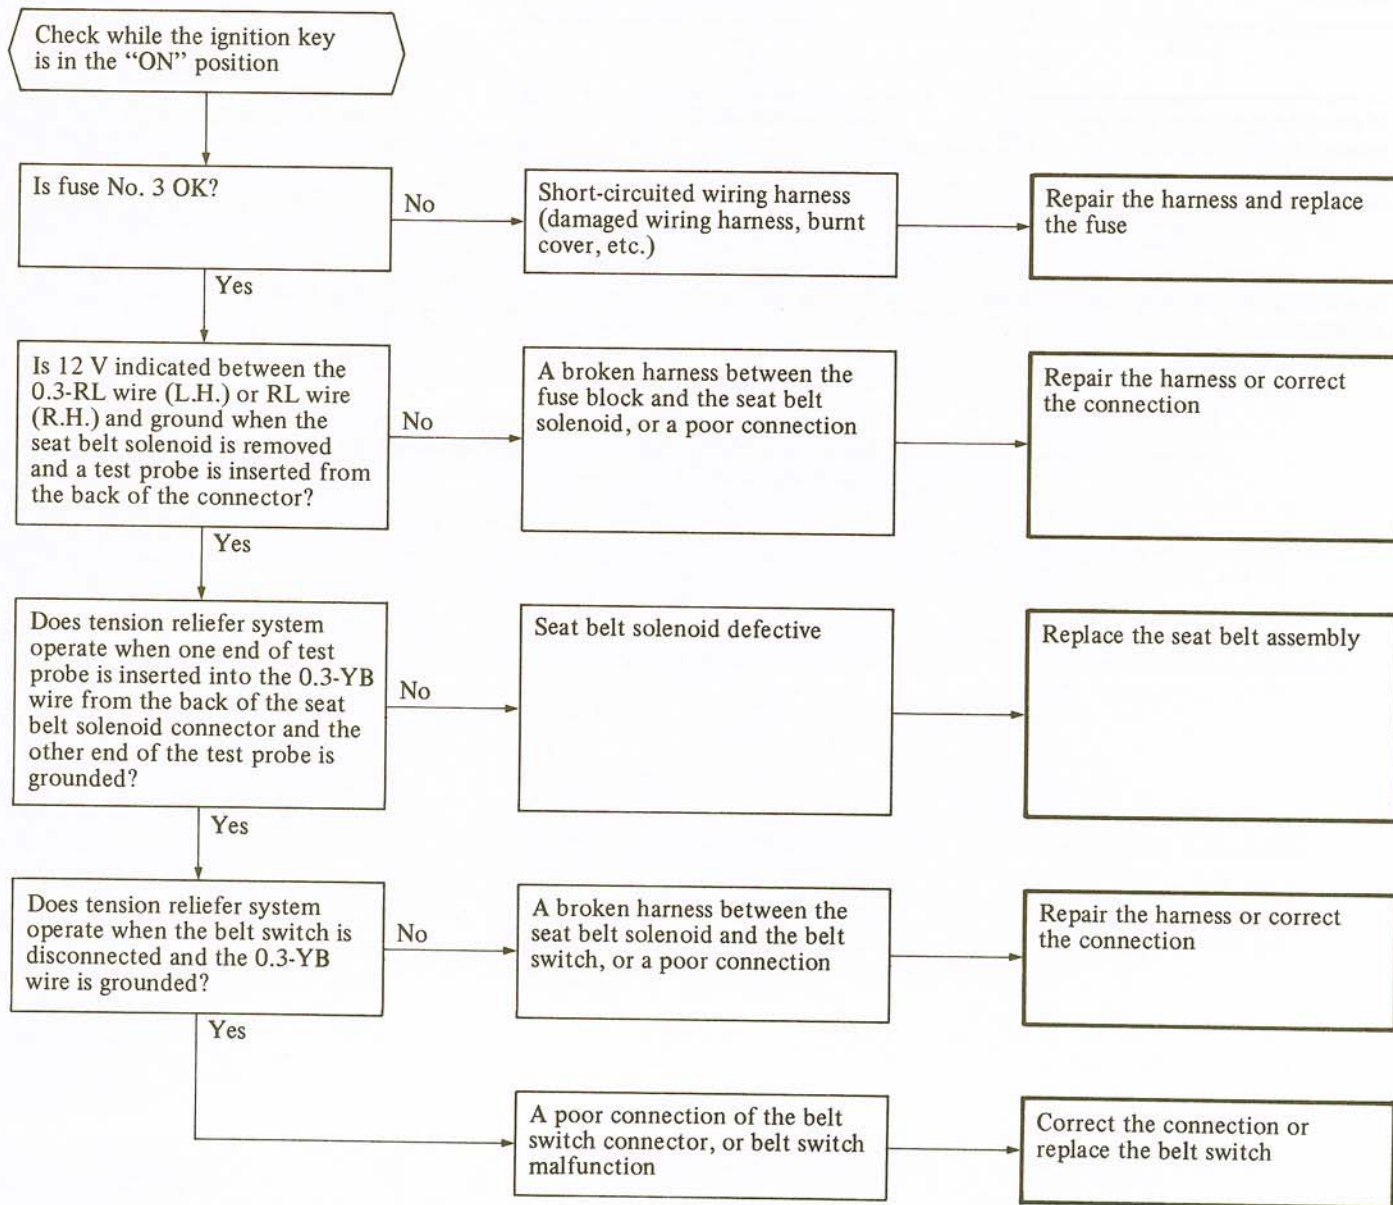 Check while the ignition key
is in the “ON” position
Is fuse No. 3 OK?
No
Short-circuited wiring harness
(damaged wiring harness, burnt
cover, etc.)
Repair the harness and replace
the fuse
Yes
Is 12 V indicated between the
0.3-RL wire (L.H.) or RL wire
(R.H.) and ground when the
seat belt solenoid is removed
and a test probe is inserted from
the back of the connector?
No
A broken harness between the
fuse block and the seat belt
solenoid, or a poor connection
Repair the harness or correct
the connection
Yes
Does tension reliefer system
operate when one end of test
probe is inserted into the 0.3-YB
wire from the back of the seat
belt solenoid connector and the
other end of the test probe is
grounded?
No
Seat belt solenoid defective
Replace the seat belt assembly
Yes
Does tension reliefer system
operate when the belt switch is
disconnected and the 0.3-YB
wire is grounded?
No
A broken harness between the
seat belt solenoid and the belt
switch, or a poor connection
Repair the harness or correct
the connection
Yes
A poor connection of the belt
switch connector, or belt switch
malfunction
Correct the connection or
replace the belt switch